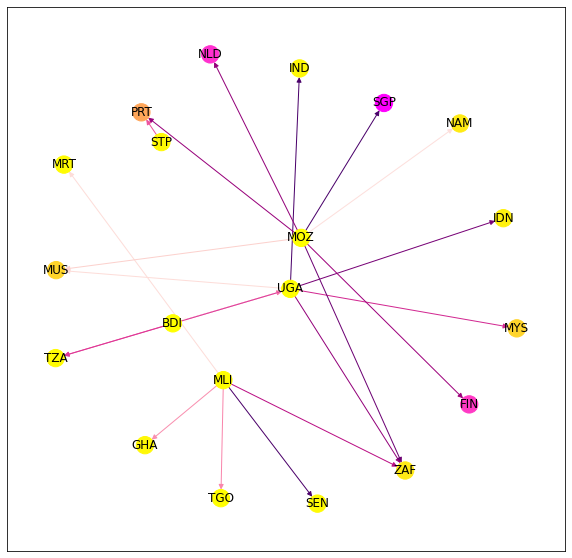 NLD
IND
SGP
PRT
NAM
STP
MRT
IDN
MOZ
MUS
UGA
BDI
MYS
TZA
MLI
FIN
GHA
ZAF
TGO
SEN